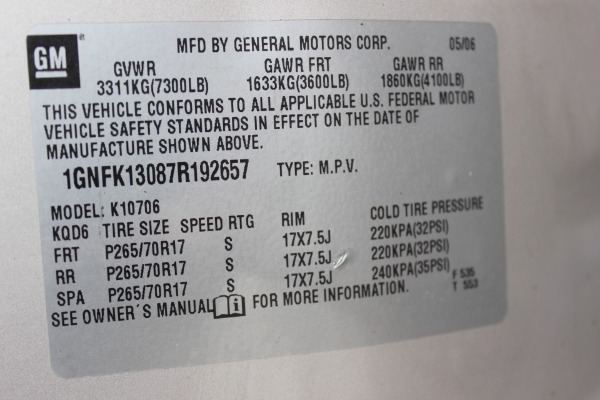 GM
MFD BY GENERAL MOTORS CORP. 05/06
GVWR GAWR FRT GAWR RR
3311KG(7300LB) 1633KG(3600LB) 1860KG(4100LB)
THIS VEHICLE CONFORMS TO ALL APPLICABLE U.S. FEDERAL MOTOR
VEHICLE SAFETY STANDARDS IN EFFECT ON THE DATE OF
MANUFACTURE SHOWN ABOVE.
1GNFK13087R192657 TYPE: M.P.V.
MODEL: K10706
KQD6 TIRE SIZE SPEED RTG RIM COLD TIRE PRESSURE
FRT P265/70R17 S 17X7.5J 220KPA(32PSI)
RR P265/70R17 S 17X7.5J 220KPA(32PSI)
SPA P265/70R17 S 17X7.5J 240KPA(35PSI)
SEE OWNER'S MANUAL i FOR MORE INFORMATION.
F 535
T 553